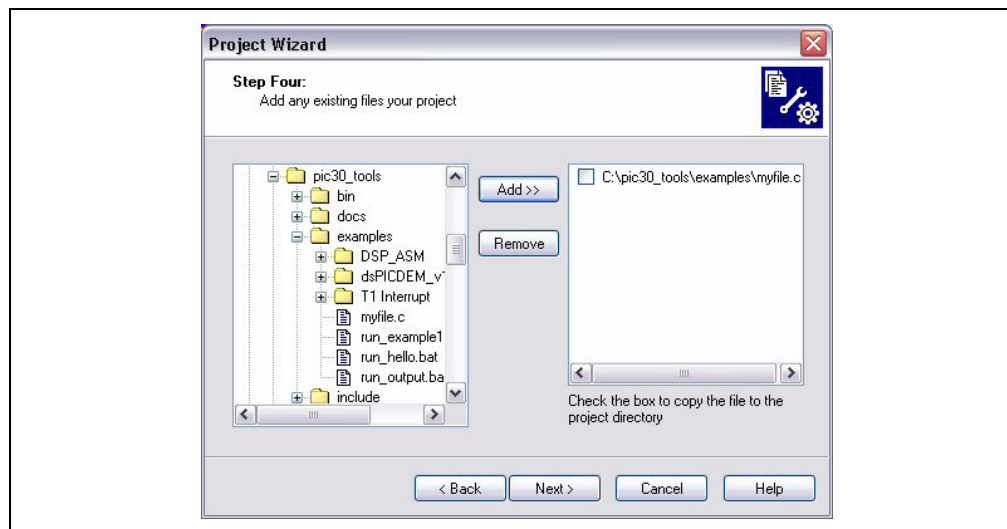 Project Wizard
Step Four:
Add any existing files your project
pic30_tools
bin
docs
examples
DSP_ASM
dsPICDEM_v
T1 Interrupt
myfile.c
run_example1
run_hello.bat
run_output.ba
include
Add >>
Remove
C:\pic30_tools\examples\myfile.c
Check the box to copy the file to the
project directory
< Back
Next >
Cancel
Help